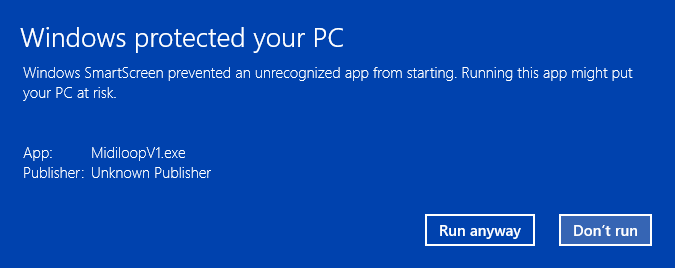 Windows protected your PC
Windows SmartScreen prevented an unrecognized app from starting. Running this app might put
your PC at risk.
App: MidiloopV1.exe
Publisher: Unknown Publisher
Run anyway Don't run